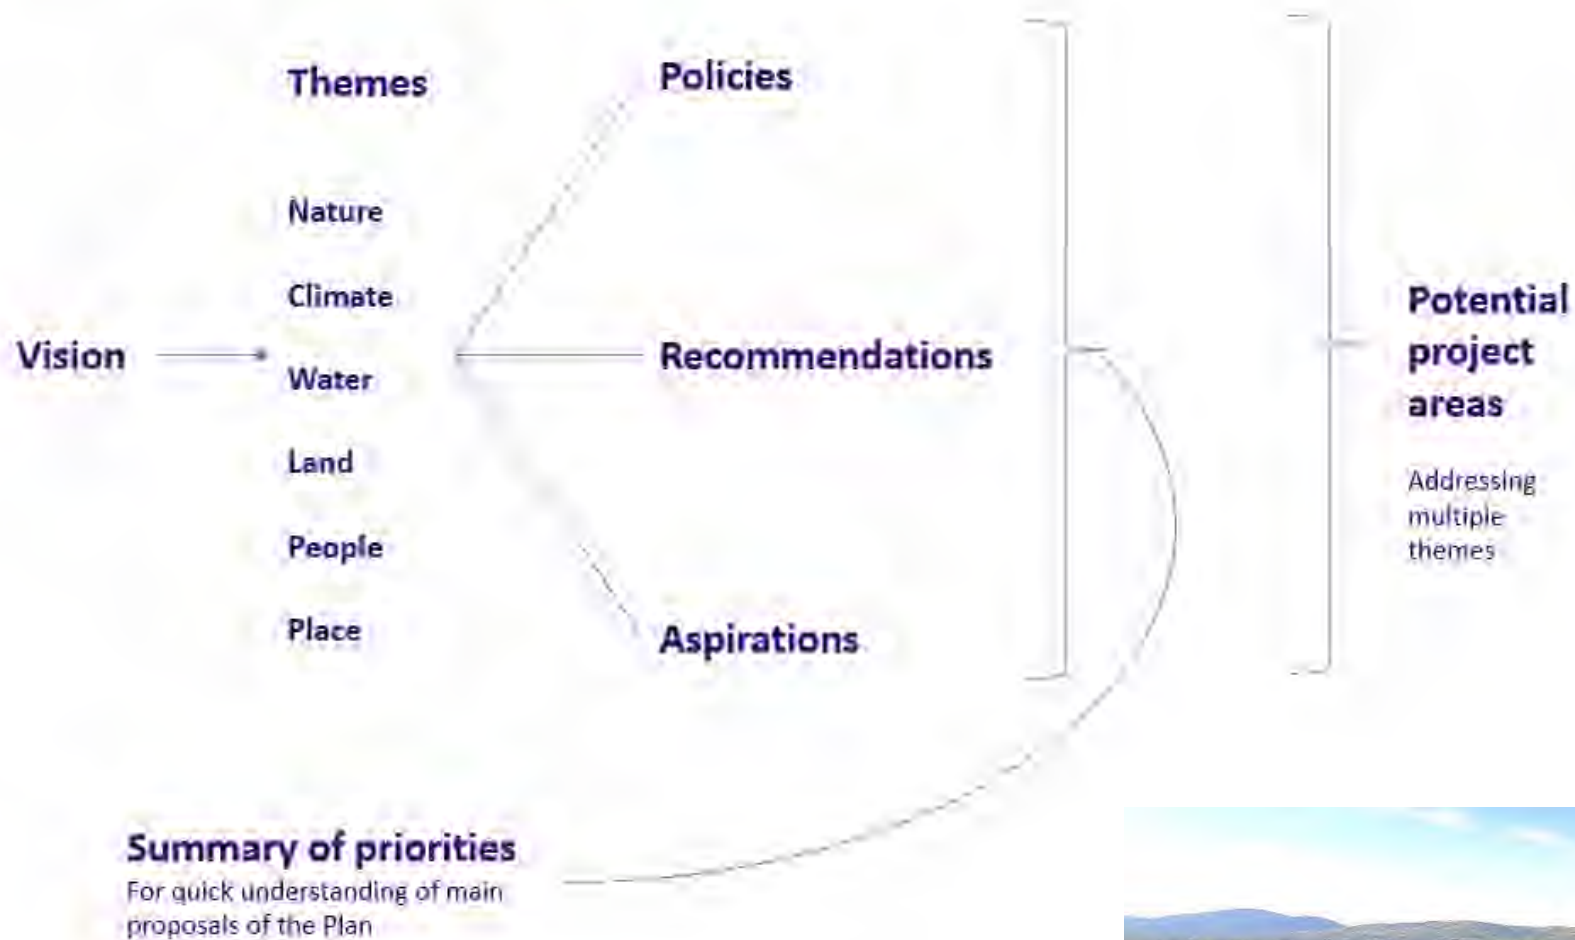 Themes
Nature
Climate
Water
Land
People
Place
Vision
Policies
Recommendations
Aspirations
Potential
project
areas
Addressing
multiple
themes
Summary of priorities
For quick understanding of main
proposals of the Plan